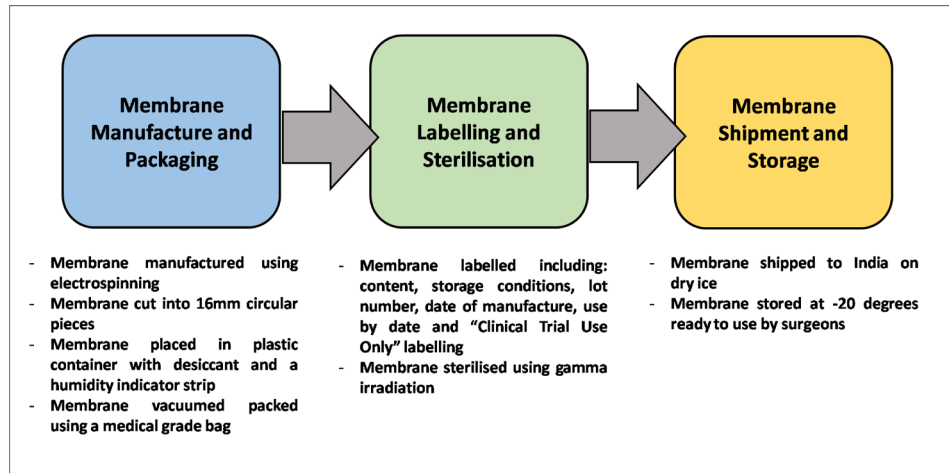 Membrane
Manufacture and
Packaging
Membrane
Labelling and
Sterilisation
Membrane
Shipment and
Storage
- Membrane manufactured using
electrospinning
- Membrane cut into 16mm circular
pieces
- Membrane placed in plastic
container with desiccant and a
humidity indicator strip
- Membrane vacuumed packed
using a medical grade bag
- Membrane labelled including:
content, storage conditions, lot
number, date of manufacture, use
by date and “Clinical Trial Use
Only” labelling
- Membrane sterilised using gamma
irradiation
- Membrane shipped to India on
dry ice
- Membrane stored at -20 degrees
ready to use by surgeons